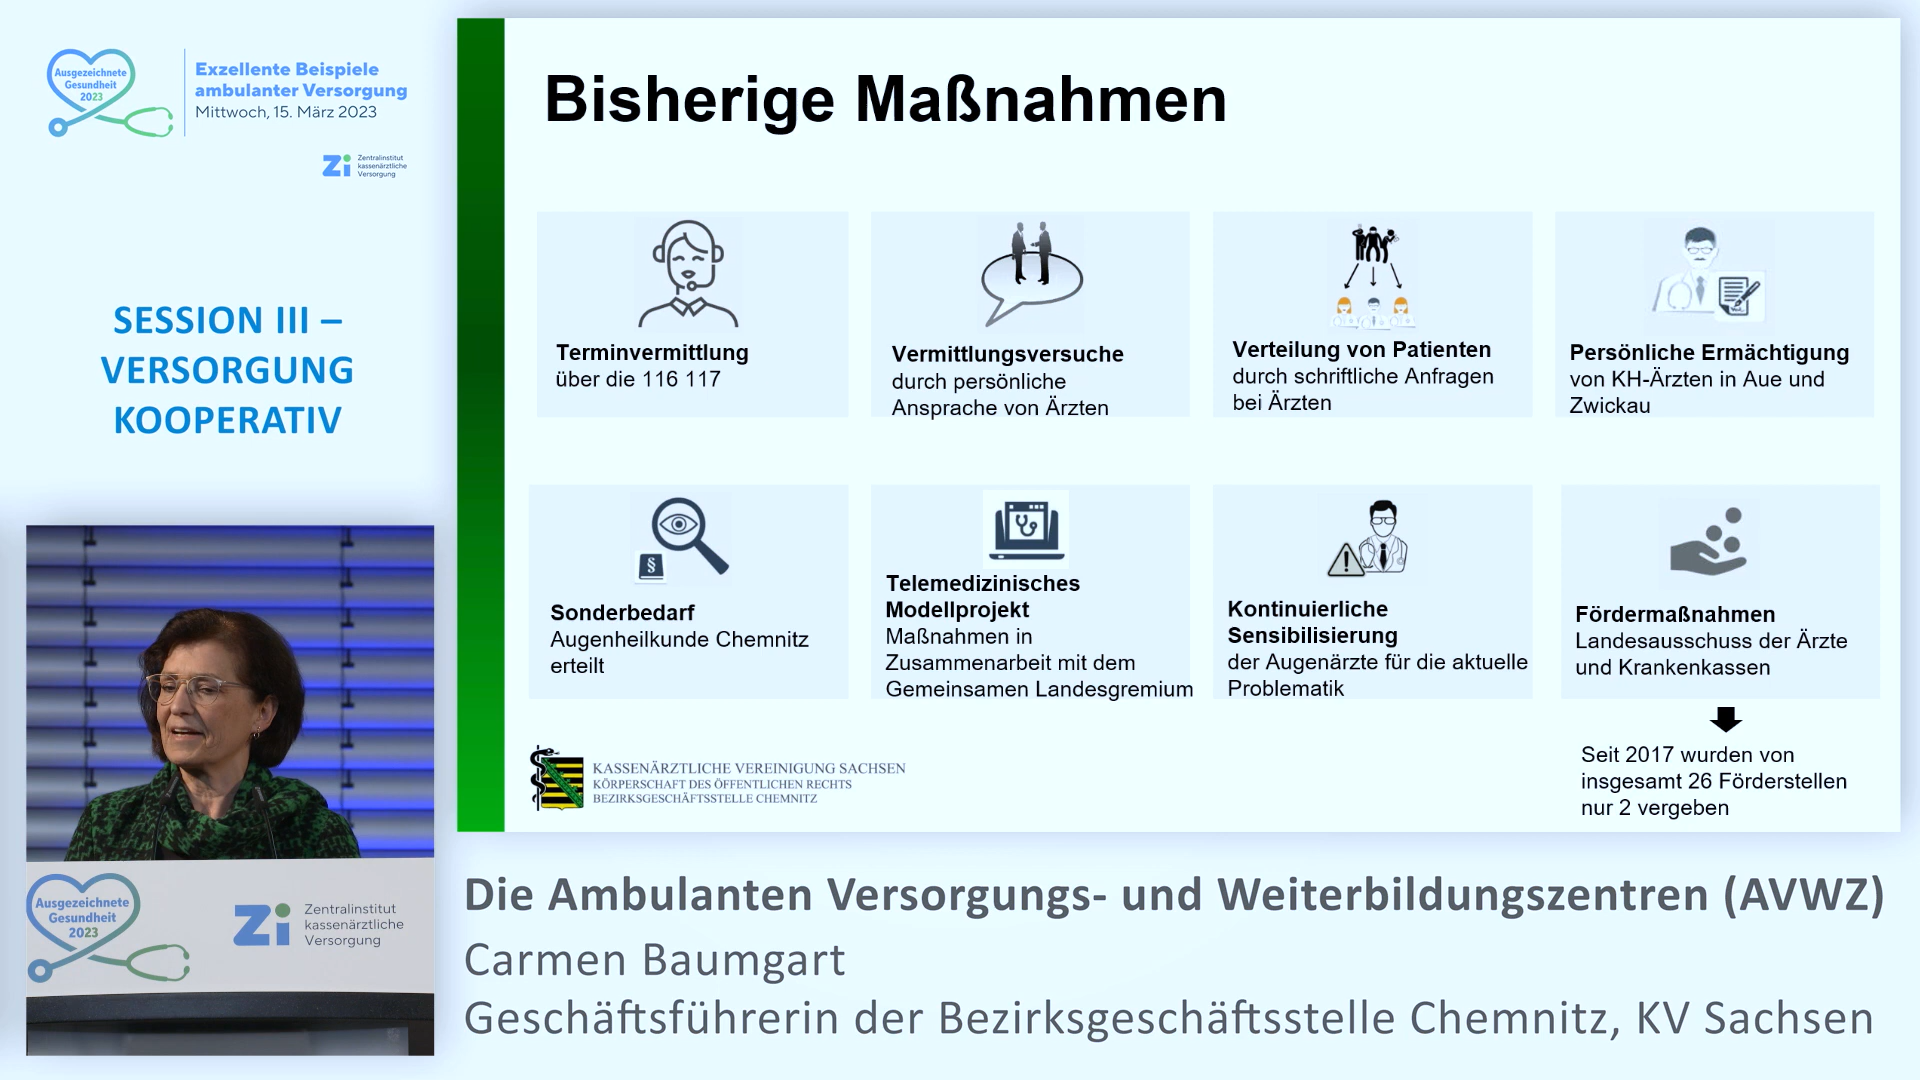 Ausgezeichnete
Gesundheit
2023
Exzellente Beispiele
ambulanter Versorgung
Mittwoch, 15. März 2023
Zi
Zentralinstitut
kassenärztliche
Versorgung
SESSION III –
VERSORGUNG
KOOPERATIV
Bisherige Maßnahmen
Terminvermittlung
über die 116 117
Vermittlungsversuche
durch persönliche
Ansprache von Ärzten
Verteilung von Patienten
durch schriftliche Anfragen
bei Ärzten
Persönliche Ermächtigung
von KH-Ärzten in Aue und
Zwickau
§
Sonderbedarf
Augenheilkunde Chemnitz
erteilt
Telemedizinisches
Modellprojekt
Maßnahmen in
Zusammenarbeit mit dem
Gemeinsamen Landesgremium
Kontinuierliche
Sensibilisierung
der Augenärzte für die aktuelle
Problematik
Fördermaßnahmen
Landesausschuss der Ärzte
und Krankenkassen
Seit 2017 wurden von
insgesamt 26 Förderstellen
nur 2 vergeben
KASSENÄRZTLICHE VEREINIGUNG SACHSEN
KÖRPERSCHAFT DES ÖFFENTLICHEN RECHTS
BEZIRKSGESCHÄFTSSTELLE CHEMNITZ
Ausgezeichnete
Gesundheit
2023
Zi
Zentralinstitut
kassenärztliche
Versorgung
Die Ambulanten Versorgungs- und Weiterbildungszentren (AVWZ)
Carmen Baumgart
Geschäftsführerin der Bezirksgeschäftsstelle Chemnitz, KV Sachsen